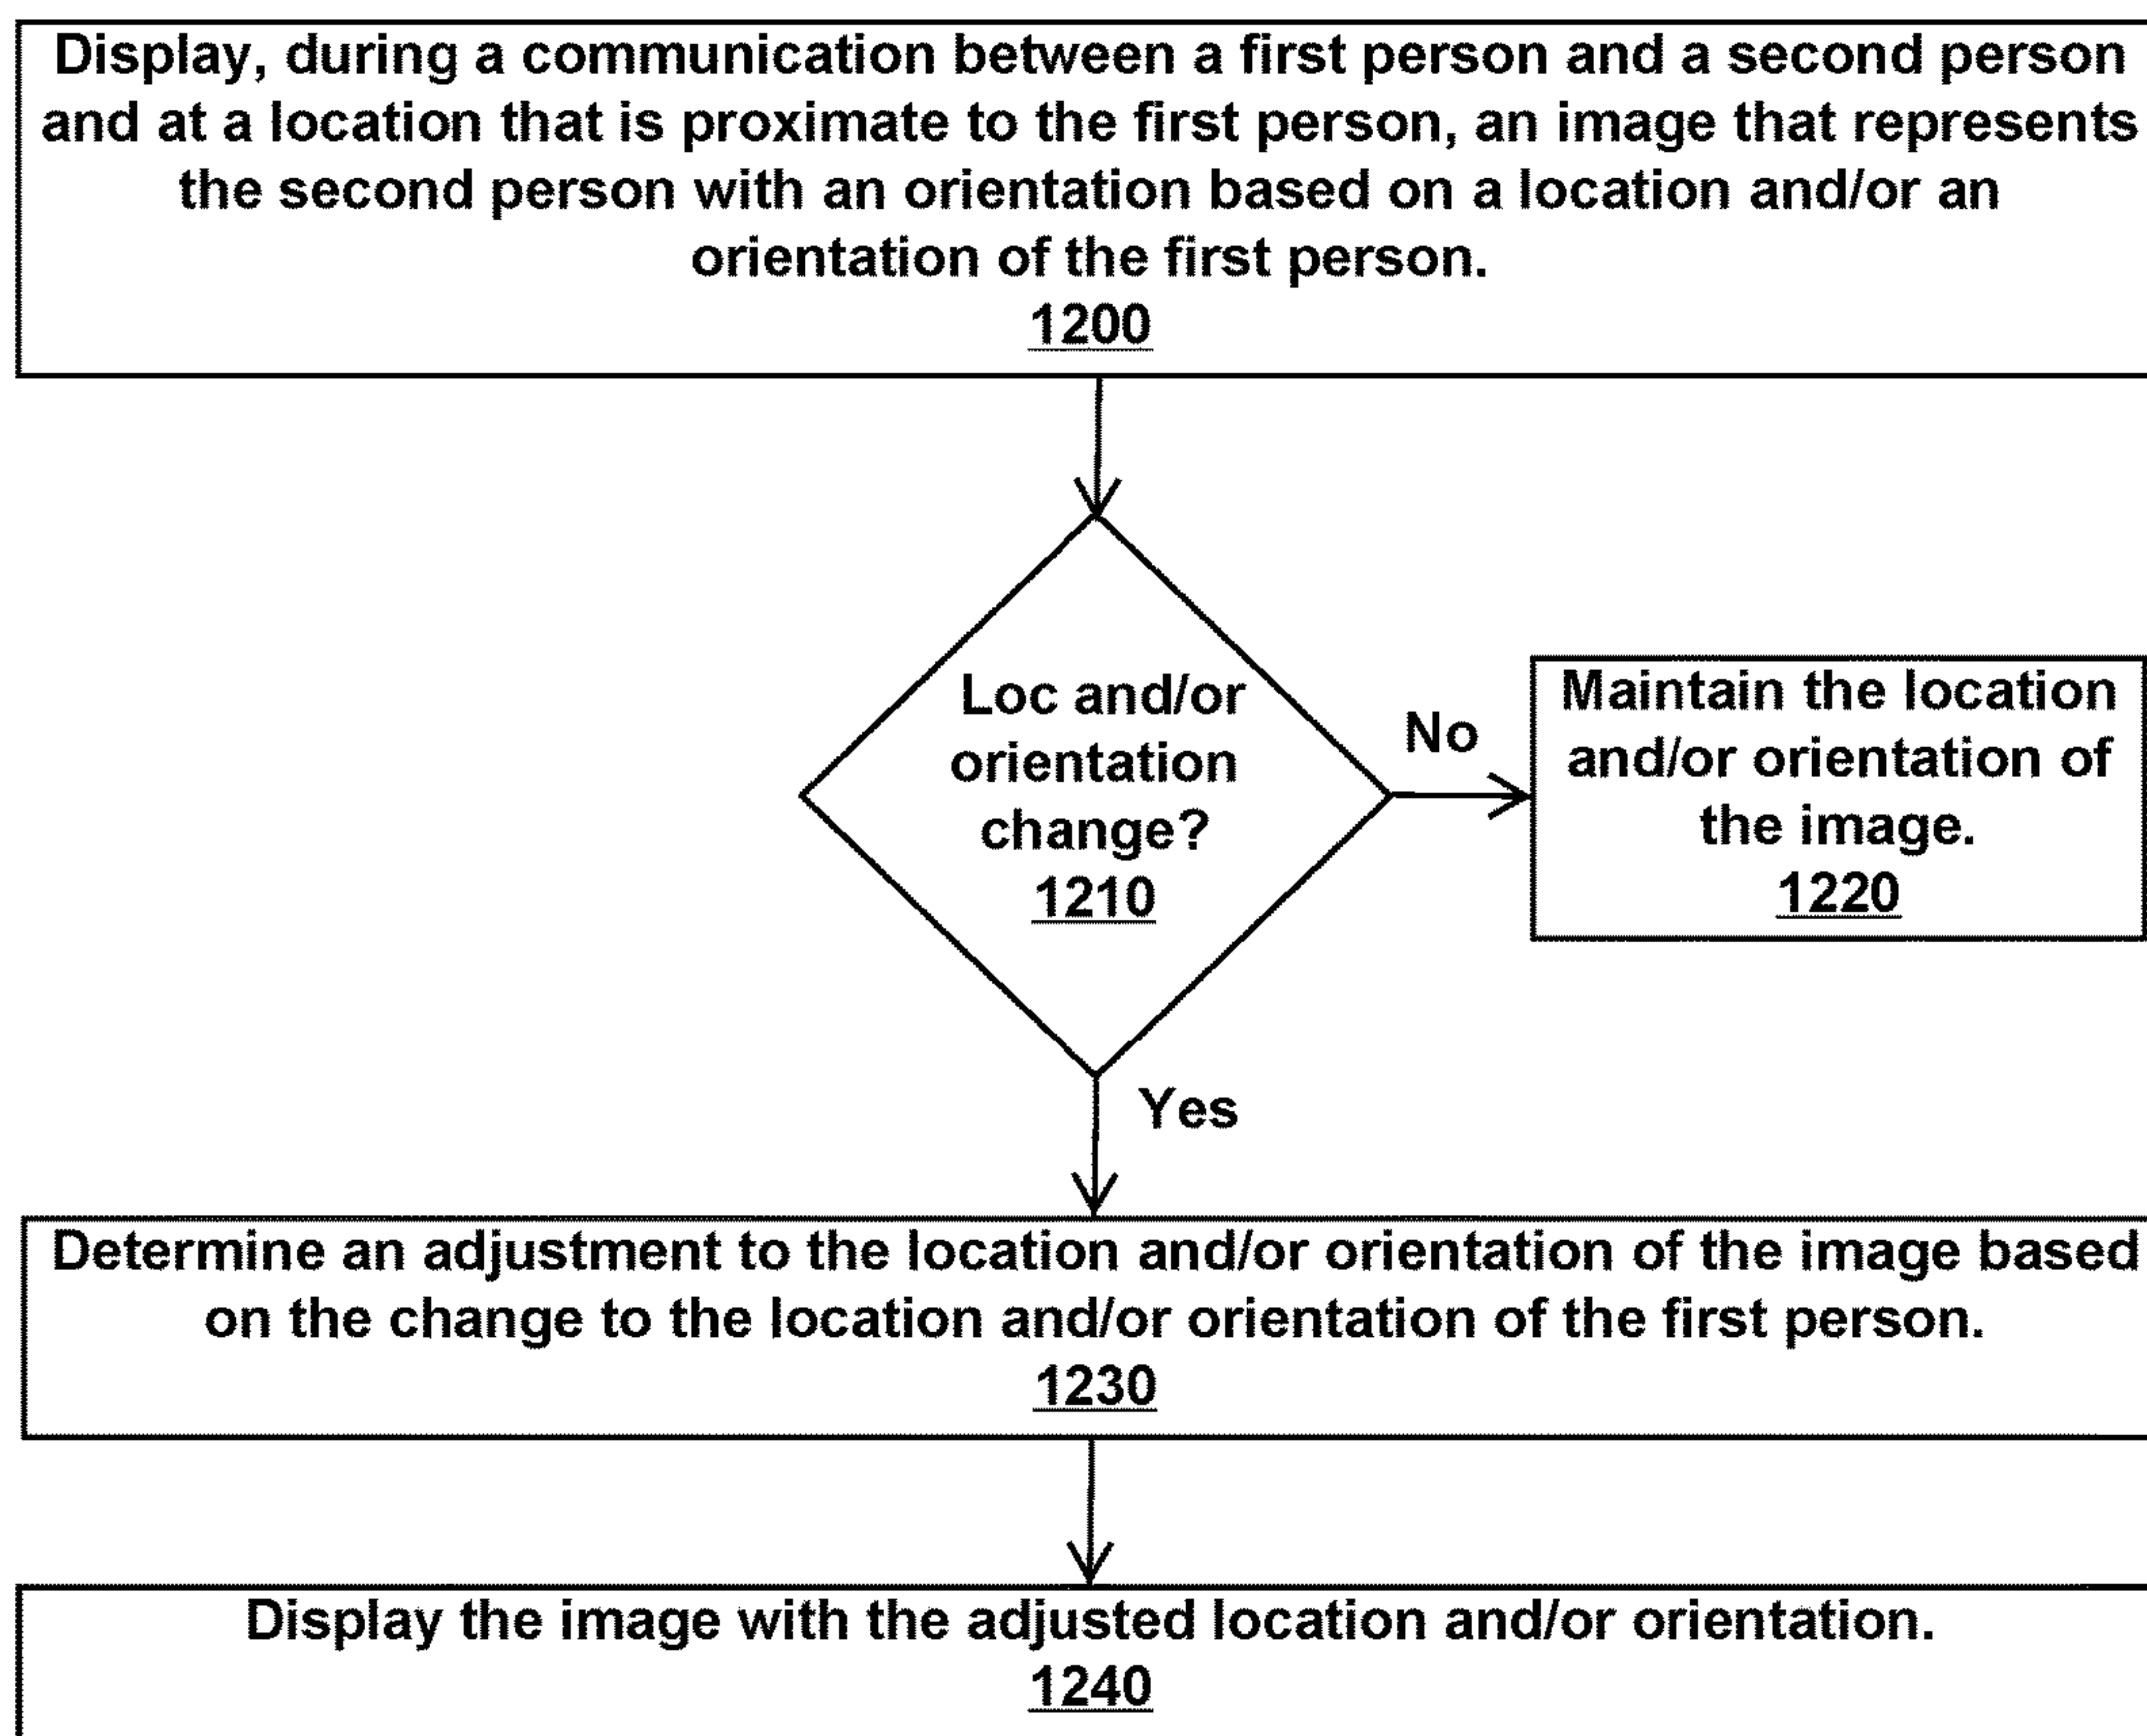 Display, during a communication between a first person and a second person
and at a location that is proximate to the first person, an image that represents
the second person with an orientation based on a location and/or an
orientation of the first person.
1200
Loc and/or
orientation
change?
1210
No
Maintain the location
and/or orientation of
the image.
1220
Yes
Determine an adjustment to the location and/or orientation of the image based
on the change to the location and/or orientation of the first person.
1230
Display the image with the adjusted location and/or orientation.
1240